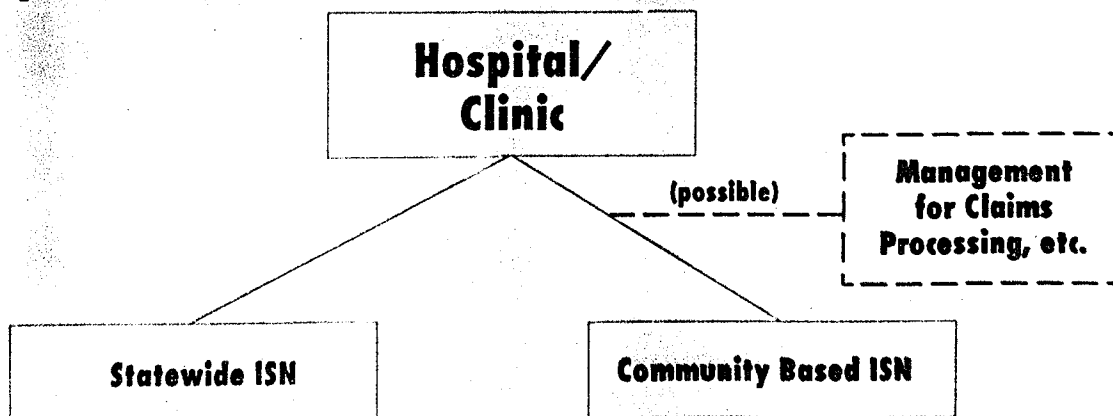 Hospital/
Clinic
(possible)
Management
for Claims
Processing, etc.
Statewide ISN
Community Based ISN